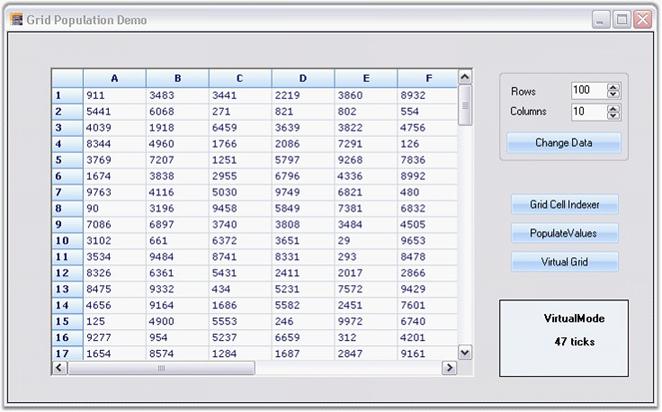 Grid Population Demo
A B C D E F
1 911 3483 3441 2219 3860 8932
2 5441 6068 271 821 802 554
3 4039 1918 6459 3639 3822 4756
4 8344 4960 1766 2086 7291 126
5 3769 7207 1251 5797 9268 7836
6 1674 3838 2955 6796 4336 8992
7 9763 4116 5030 9749 6821 480
8 90 3196 9458 5849 7381 6832
9 7086 6897 3740 3808 3484 4505
10 3102 661 6372 3651 29 9653
11 3534 9484 8741 8331 293 8478
12 8326 6361 5431 2411 2017 2866
13 8475 9332 434 5231 7572 9429
14 4656 9164 1686 5582 2451 7601
15 125 4900 5553 246 9972 6740
16 9277 954 5237 6659 312 4201
17 1654 8574 1284 1687 2847 9161
Rows 100
Columns 10
Change Data
Grid Cell Indexer
PopulateValues
Virtual Grid
VirtualMode
47 ticks